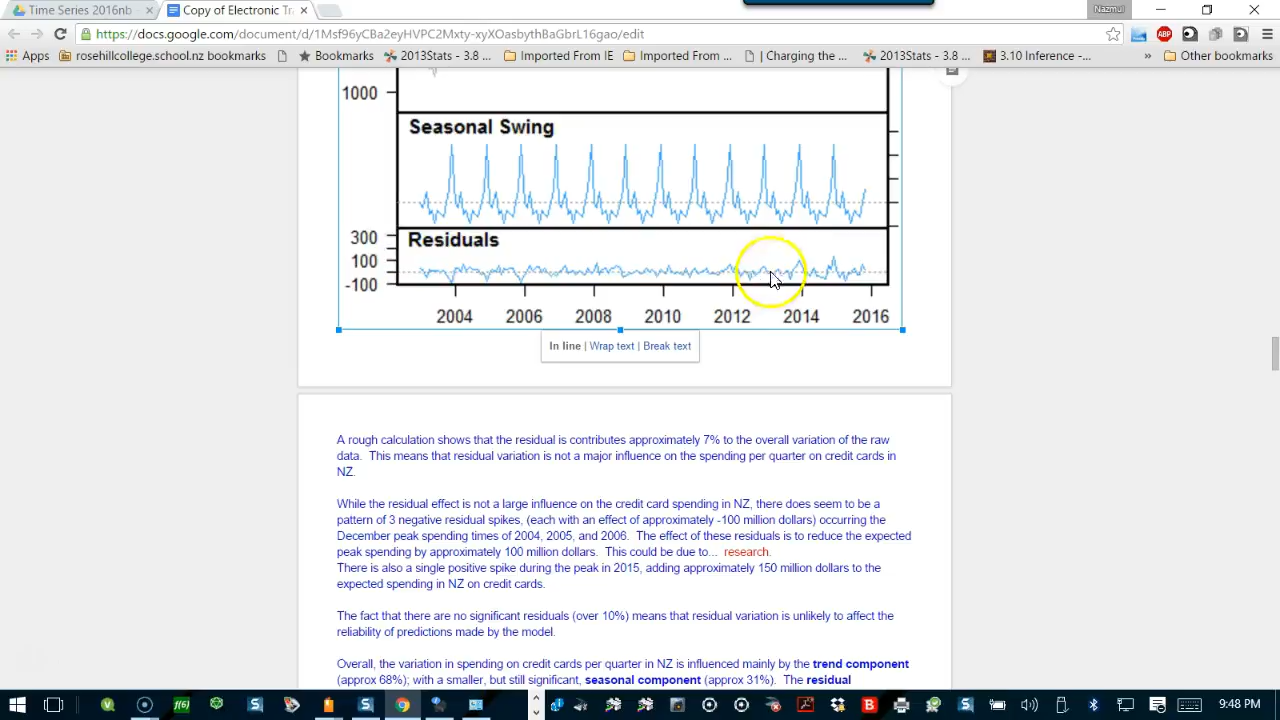 Time Series 2016nb
Copy of Electronic Tr
Nazmul
https://docs.google.com/document/d/1Msf96yCBa2eyHVPC2Mxty-xyXOasbythBaGbrL16gao/edit
Apps
rosehillcollege.school.nz bookmarks
Bookmarks
2013Stats - 3.8 ...
Imported From IE
Imported From ...
| Charging the ...
2013Stats - 3.8 ...
3.10 Inference -...
»
Other bookmarks
1000
Seasonal Swing
Residuals
300
100
-100
2004 2006 2008 2010 2012 2014 2016
In line | Wrap text | Break text
A rough calculation shows that the residual is contributes approximately 7% to the overall variation of the raw
data. This means that residual variation is not a major influence on the spending per quarter on credit cards in
NZ.
While the residual effect is not a large influence on the credit card spending in NZ, there does seem to be a
pattern of 3 negative residual spikes, (each with an effect of approximately -100 million dollars) occurring the
December peak spending times of 2004, 2005, and 2006. The effect of these residuals is to reduce the expected
peak spending by approximately 100 million dollars. This could be due to... research.
There is also a single positive spike during the peak in 2015, adding approximately 150 million dollars to the
expected spending in NZ on credit cards.
The fact that there are no significant residuals (over 10%) means that residual variation is unlikely to affect the
reliability of predictions made by the model.
Overall, the variation in spending on credit cards per quarter in NZ is influenced mainly by the trend component
(approx 68%); with a smaller, but still significant, seasonal component (approx 31%). The residual
9:48 PM